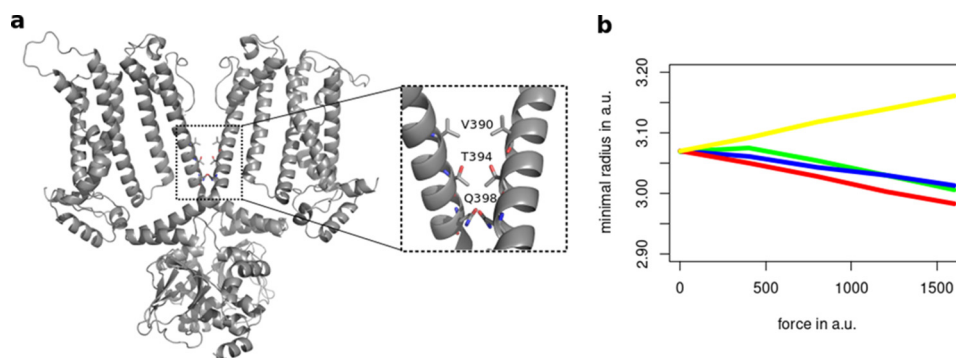 a
V390
T394
Q398
b
minimal radius in a.u.
3.20
3.10
3.00
2.90
0 500 1000 1500
force in a.u.